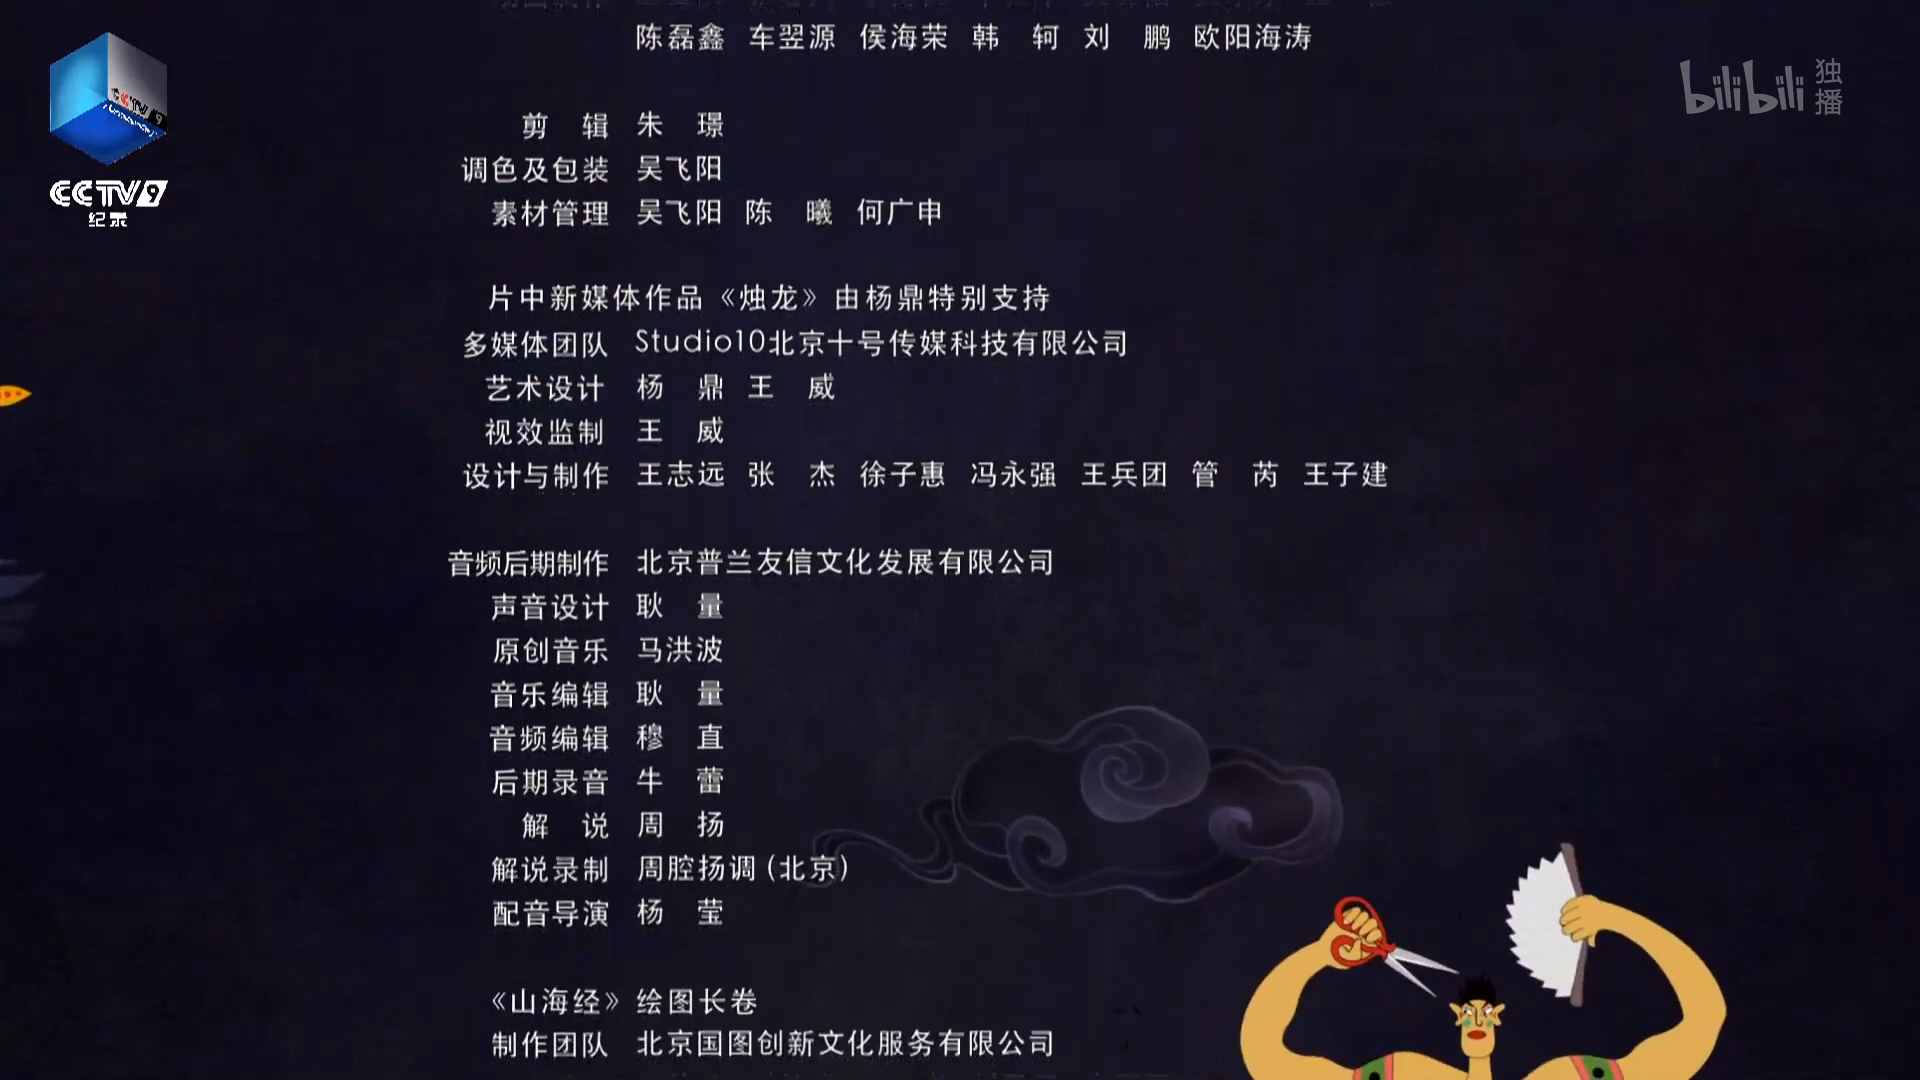 陈磊鑫 车翌源 侯海荣 韩 轲 刘 鹏 欧阳海涛
CCTV 9
bilibili 独播
剪 辑 朱 璟
调色及包装 吴飞阳
CCTV9
纪录
素材管理 吴飞阳 陈 曦 何广申
片中新媒体作品《烛龙》由杨鼎特别支持
多媒体团队 Studio10北京十号传媒科技有限公司
艺术设计 杨 鼎 王 威
视效监制 王 威
设计与制作 王志远 张 杰 徐子惠 冯永强 王兵团 管 芮 王子建
音频后期制作 北京普兰友信文化发展有限公司
声音设计 耿 量
原创音乐 马洪波
音乐编辑 耿 量
音频编辑 穆 直
后期录音 牛 蕾
解 说 周 扬
解说录制 周腔扬调(北京)
配音导演 杨 莹
《山海经》绘图长卷
制作团队 北京国图创新文化服务有限公司